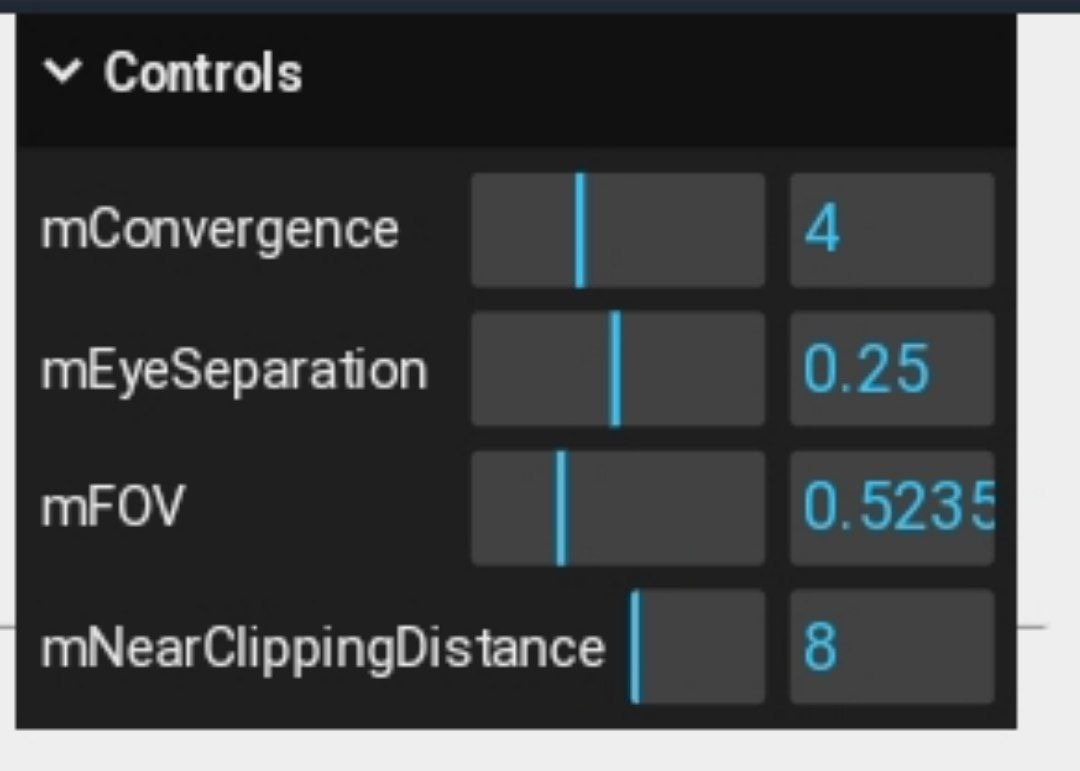 Controls
mConvergence 4
mEyeSeparation 0.25
mFOV 0.5235
mNearClippingDistance 8